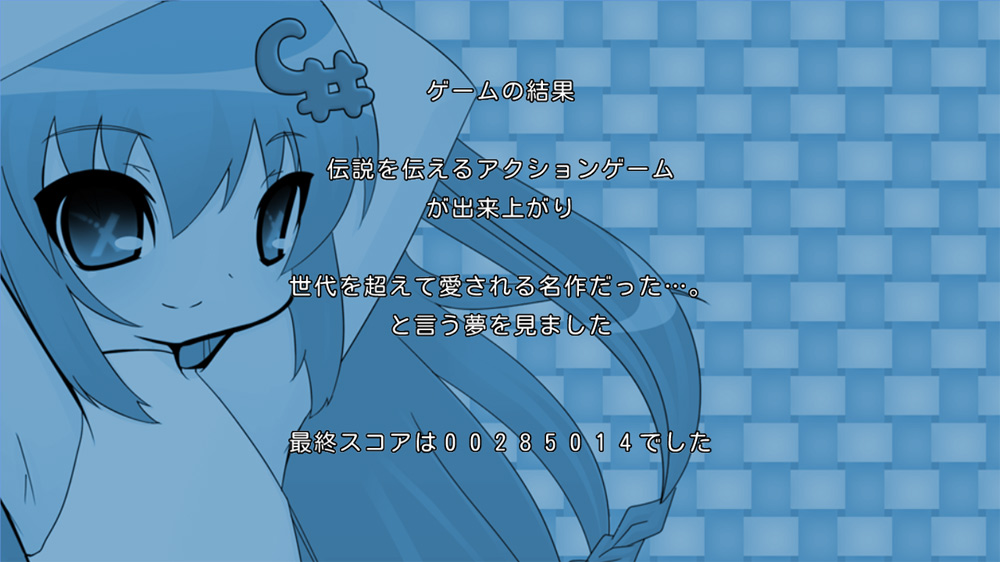 C#
ゲームの結果
伝説を伝えるアクションゲーム
が出来上がり
世代を超えて愛される名作だった…。
と言う夢を見ました
最終スコアは００２８５０１４でした